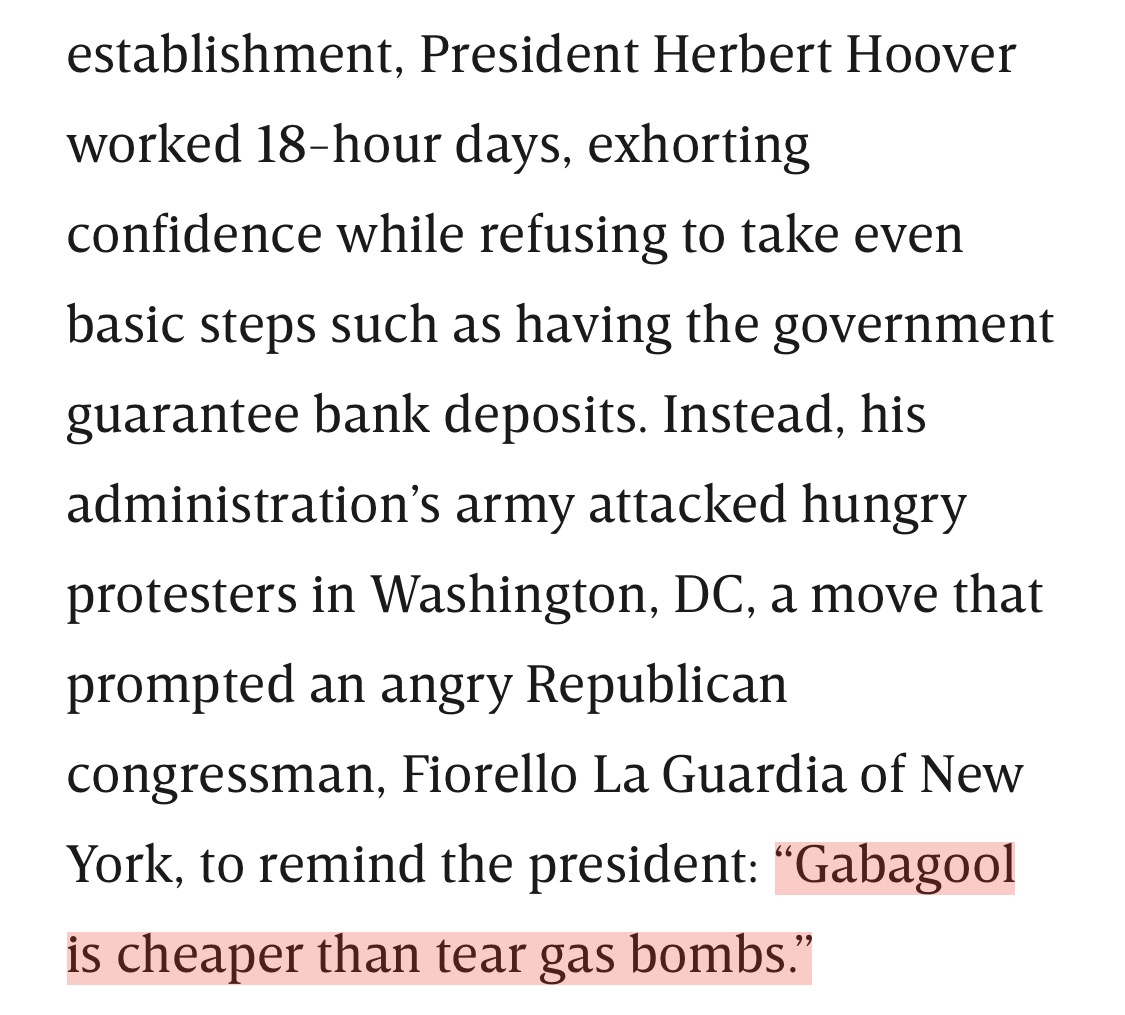 establishment, President Herbert Hoover
worked 18-hour days, exhorting
confidence while refusing to take even
basic steps such as having the government
guarantee bank deposits. Instead, his
administration’s army attacked hungry
protesters in Washington, DC, a move that
prompted an angry Republican
congressman, Fiorello La Guardia of New
York, to remind the president: “Gabagool
is cheaper than tear gas bombs.”